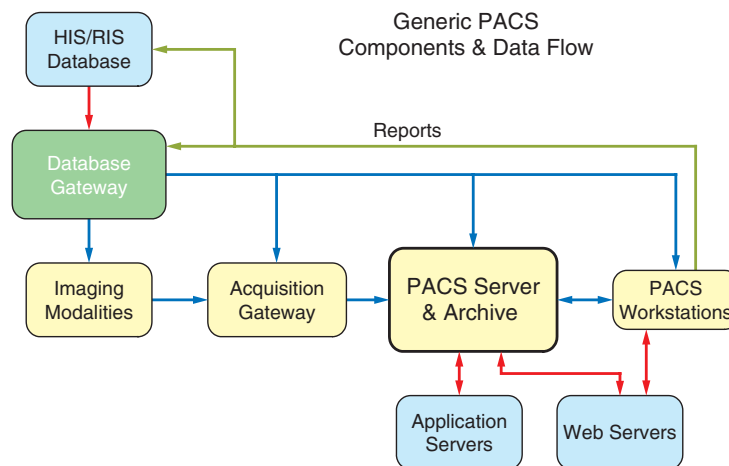 Generic PACS
Components & Data Flow
HIS/RIS
Database
Reports
Database
Gateway
Imaging
Modalities
Acquisition
Gateway
PACS Server
& Archive
PACS
Workstations
Application
Servers
Web Servers